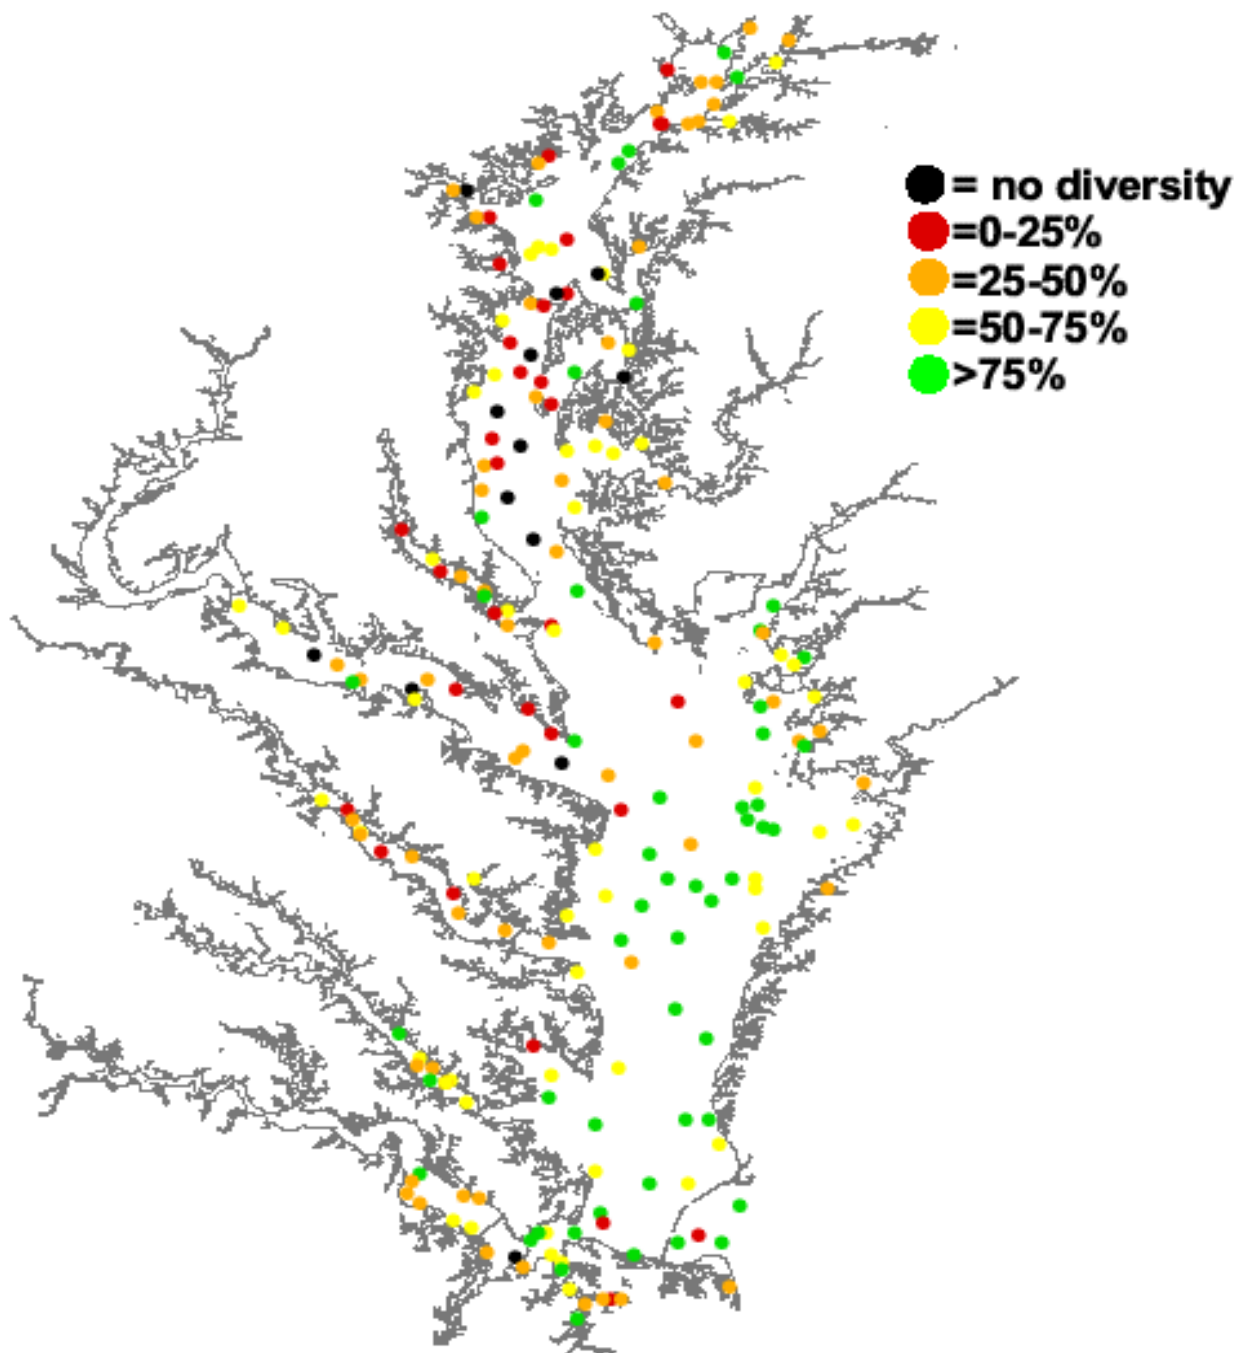 = no diversity
=0-25%
=25-50%
=50-75%
>75%